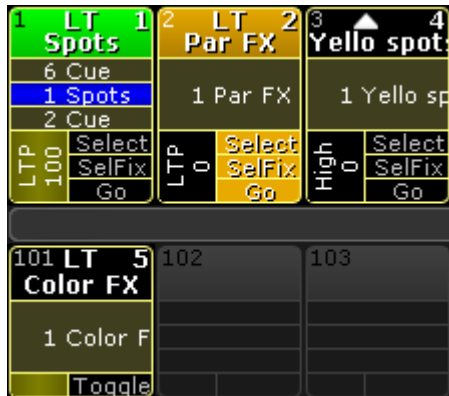 1 LT 1
Spots
6 Cue
1 Spots
2 Cue
LTP 100
Select
SelFix
Go
2 LT 2
Par FX
1 Par FX
LTP 0
Select
SelFix
Go
3 4
Yello spot
1 Yello sp
High 0
Select
SelFix
Go
101 LT 5
Color FX
1 Color F
Toggle
102
103